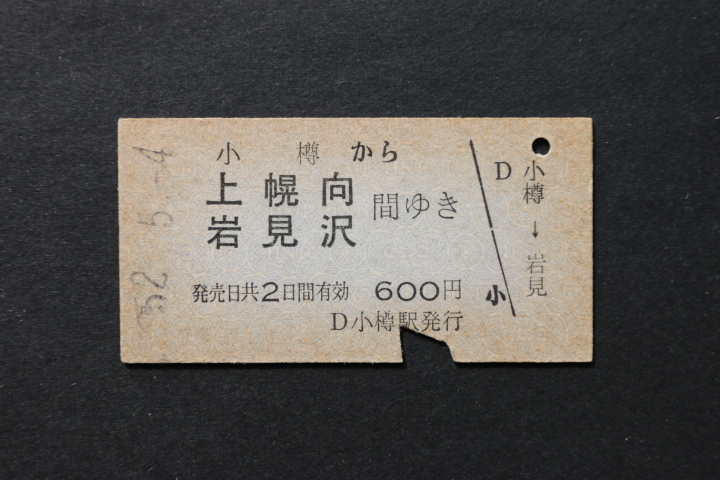 小樽から
上幌向
岩見沢
間ゆき
発売日共2日間有効 600円
D小樽駅発行
D
小
小樽→岩見
52.5.-4